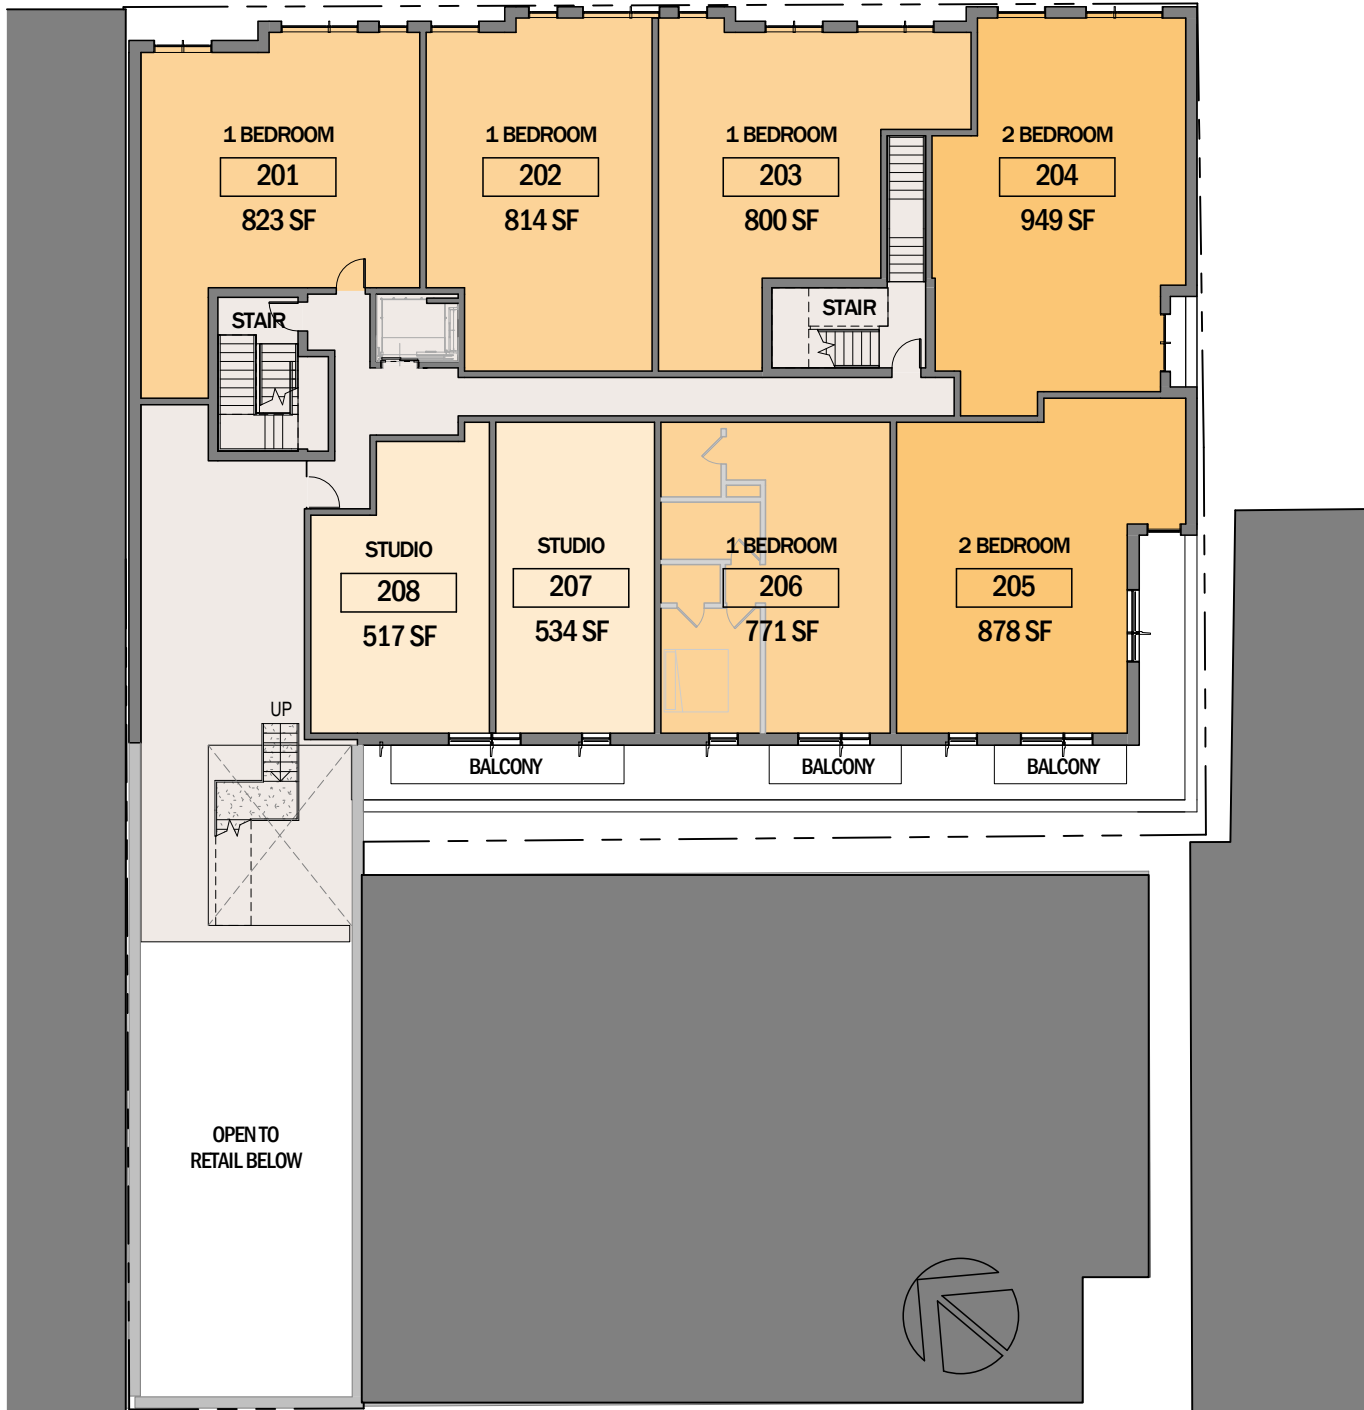 1 BEDROOM
201
823 SF
1 BEDROOM
202
814 SF
1 BEDROOM
203
800 SF
2 BEDROOM
204
949 SF
STAIR
STAIR
STUDIO
208
517 SF
STUDIO
207
534 SF
1 BEDROOM
206
771 SF
2 BEDROOM
205
878 SF
UP
BALCONY
BALCONY
BALCONY
OPEN TO
RETAIL BELOW